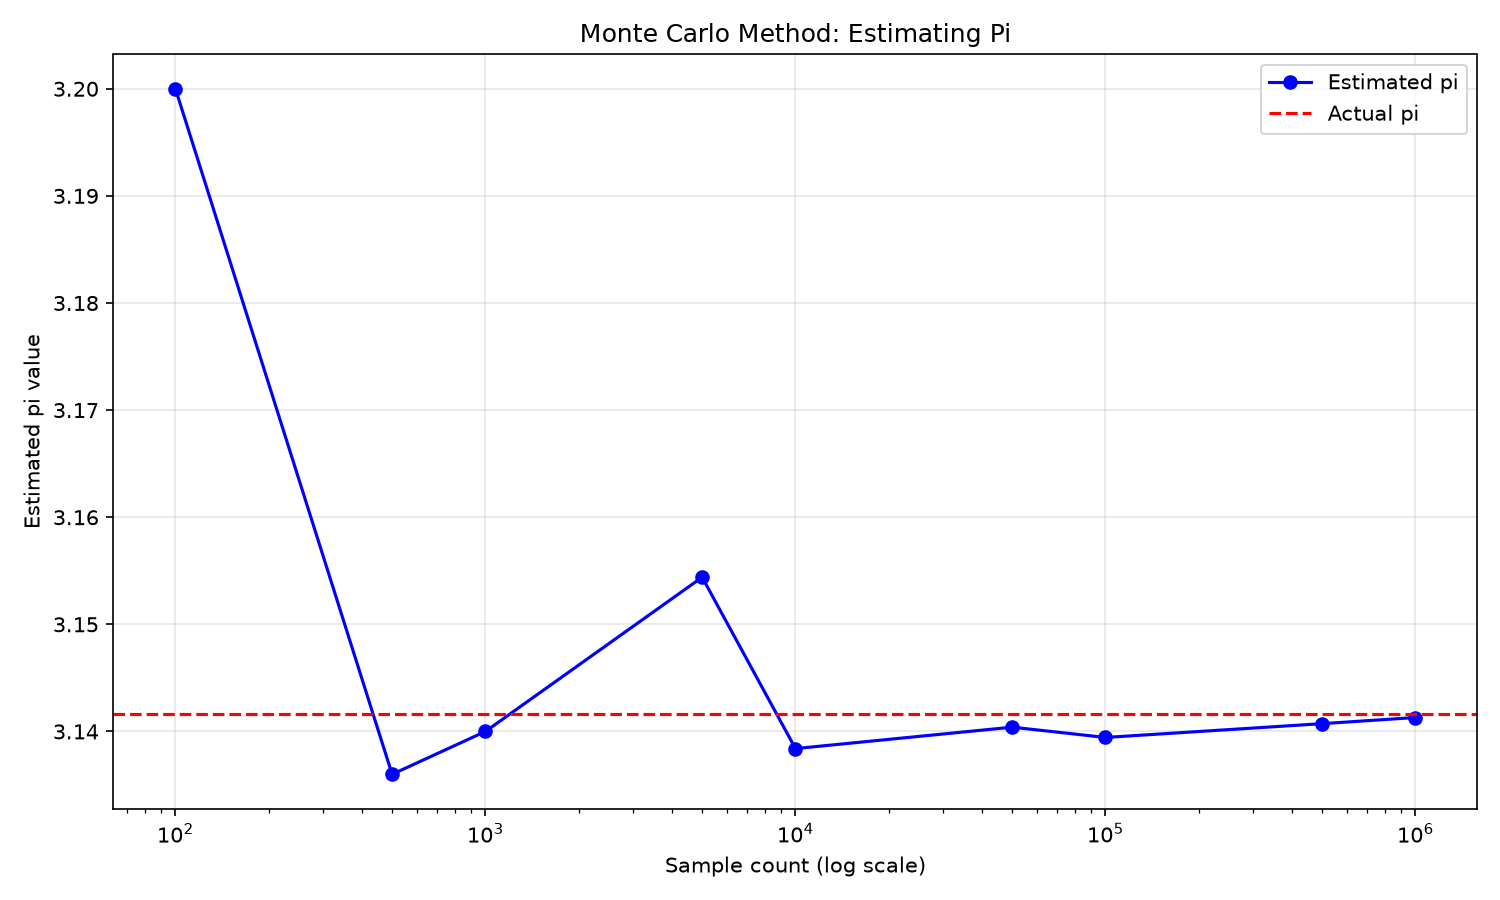 Monte Carlo Method: Estimating Pi
Estimated pi
Actual pi
Estimated pi value
3.20
3.19
3.18
3.17
3.16
3.15
3.14
10²
10³
10⁴
10⁵
10⁶
Sample count (log scale)